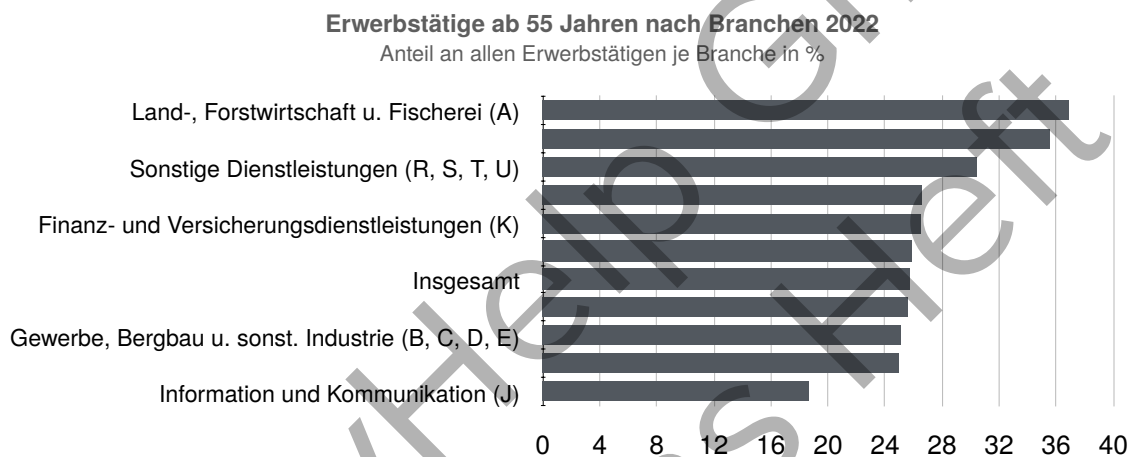 Erwerbstätige ab 55 Jahren nach Branchen 2022
Anteil an allen Erwerbstätigen je Branche in %
Land-, Forstwirtschaft u. Fischerei (A)
Sonstige Dienstleistungen (R, S, T, U)
Finanz- und Versicherungsdienstleistungen (K)
Insgesamt
Gewerbe, Bergbau u. sonst. Industrie (B, C, D, E)
Information und Kommunikation (J)
0 4 8 12 16 20 24 28 32 36 40
Help
Heft